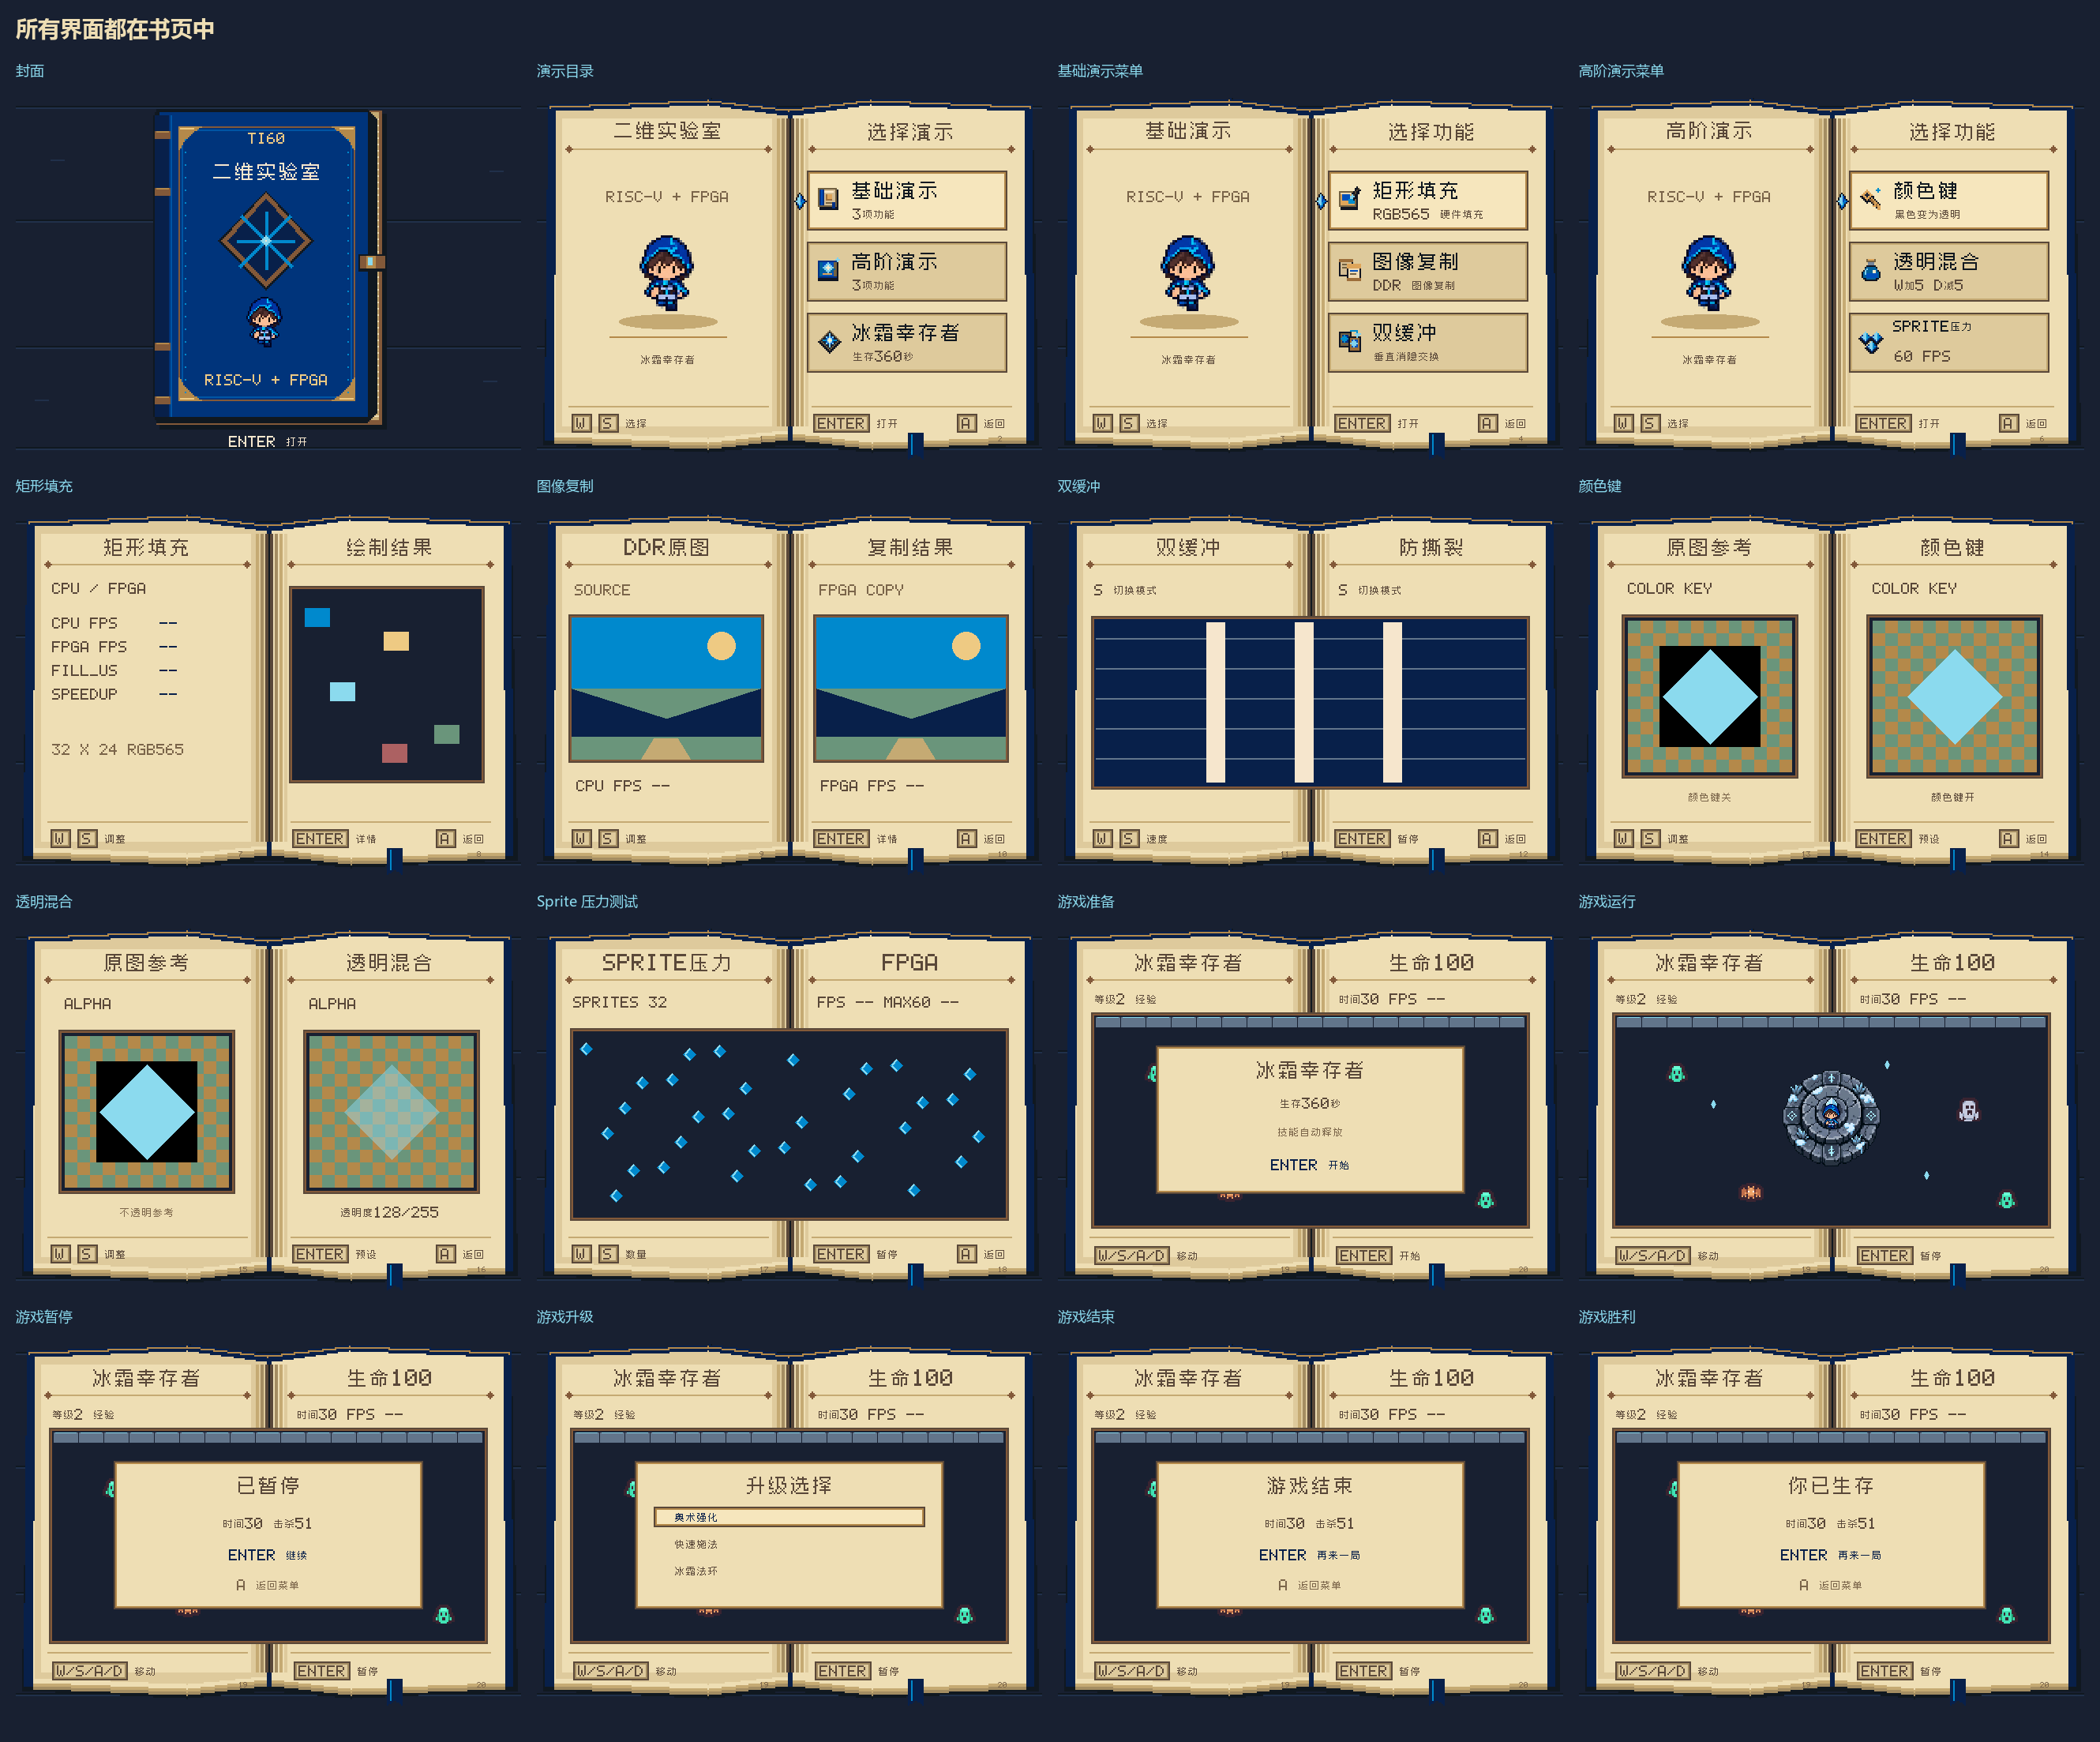 所有界面都在书页中
封面
TI60
二维实验室
RISC-V + FPGA
ENTER 打开
演示目录
二维实验室
选择演示
RISC-V + FPGA
基础演示
3项功能
高阶演示
3项功能
冰霜幸存者
生存360秒
冰霜幸存者
W S 选择
ENTER 打开 A 返回
2
基础演示菜单
基础演示
选择功能
RISC-V + FPGA
矩形填充
RGB565 硬件填充
图像复制
DDR 图像复制
双缓冲
垂直消隐交换
冰霜幸存者
W S 选择
ENTER 打开 A 返回
4
高阶演示菜单
高阶演示
选择功能
RISC-V + FPGA
颜色键
黑色变为透明
透明混合
W加5 D减5
SPRITE压力
60 FPS
冰霜幸存者
W S 选择
ENTER 打开 A 返回
6
矩形填充
矩形填充
绘制结果
CPU / FPGA
CPU FPS --
FPGA FPS --
FILL_US --
SPEEDUP --
32 X 24 RGB565
W S 调整
ENTER 详情 A 返回
8
图像复制
DDR原图
复制结果
SOURCE
FPGA COPY
CPU FPS --
FPGA FPS --
W S 调整
ENTER 详情 A 返回
10
双缓冲
双缓冲
防撕裂
S 切换模式
S 切换模式
W S 速度
ENTER 暂停 A 返回
11
12
颜色键
原图参考
颜色键
COLOR KEY
COLOR KEY
颜色键关
颜色键开
W S 调整
ENTER 预设 A 返回
14
透明混合
原图参考
透明混合
ALPHA
ALPHA
不透明参考
透明度128/255
W S 调整
ENTER 预设 A 返回
15
16
Sprite 压力测试
SPRITE压力
FPGA
SPRITES 32
FPS -- MAX60 --
W S 数量
ENTER 暂停 A 返回
17
18
游戏准备
冰霜幸存者
生命100
等级2 经验
时间30 FPS --
冰霜幸存者
生存360秒
技能自动释放
ENTER 开始
W/S/A/D 移动
ENTER 开始
19
20
游戏运行
冰霜幸存者
生命100
等级2 经验
时间30 FPS --
W/S/A/D 移动
ENTER 暂停
19
20
游戏暂停
冰霜幸存者
生命100
等级2 经验
时间30 FPS --
已暂停
时间30 击杀51
ENTER 继续
A 返回菜单
W/S/A/D 移动
ENTER 暂停
19
20
游戏升级
冰霜幸存者
生命100
等级2 经验
时间30 FPS --
升级选择
奥术强化
快速施法
冰霜法环
W/S/A/D 移动
ENTER 暂停
19
20
游戏结束
冰霜幸存者
生命100
等级2 经验
时间30 FPS --
游戏结束
时间30 击杀51
ENTER 再来一局
A 返回菜单
W/S/A/D 移动
ENTER 暂停
19
20
游戏胜利
冰霜幸存者
生命100
等级2 经验
时间30 FPS --
你已生存
时间30 击杀51
ENTER 再来一局
A 返回菜单
W/S/A/D 移动
ENTER 暂停
19
20